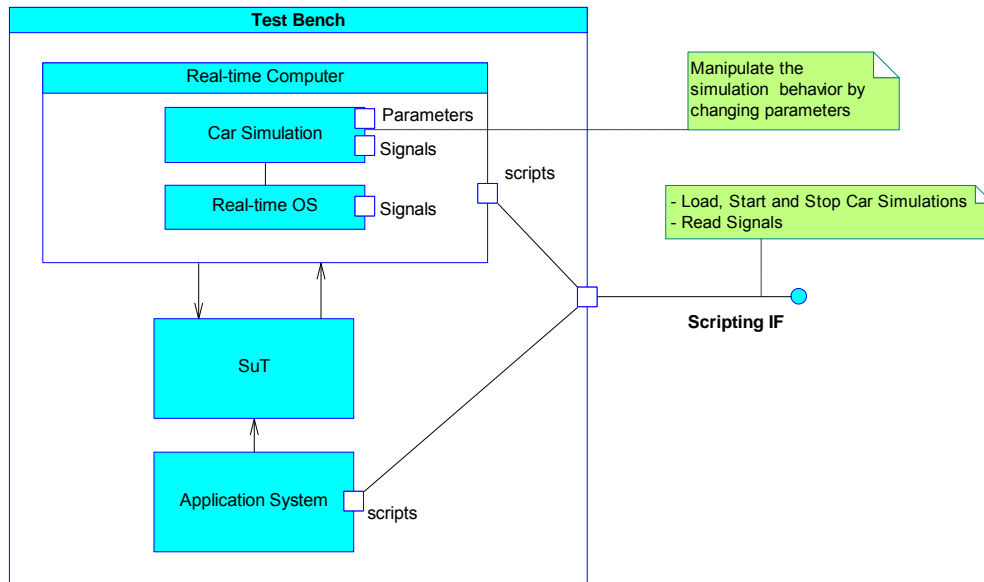 Test Bench
Real-time Computer
Manipulate the
simulation behavior by
changing parameters
Parameters
Car Simulation
Signals
scripts
Real-time OS
Signals
- Load, Start and Stop Car Simulations
- Read Signals
Scripting IF
SuT
Application System
scripts